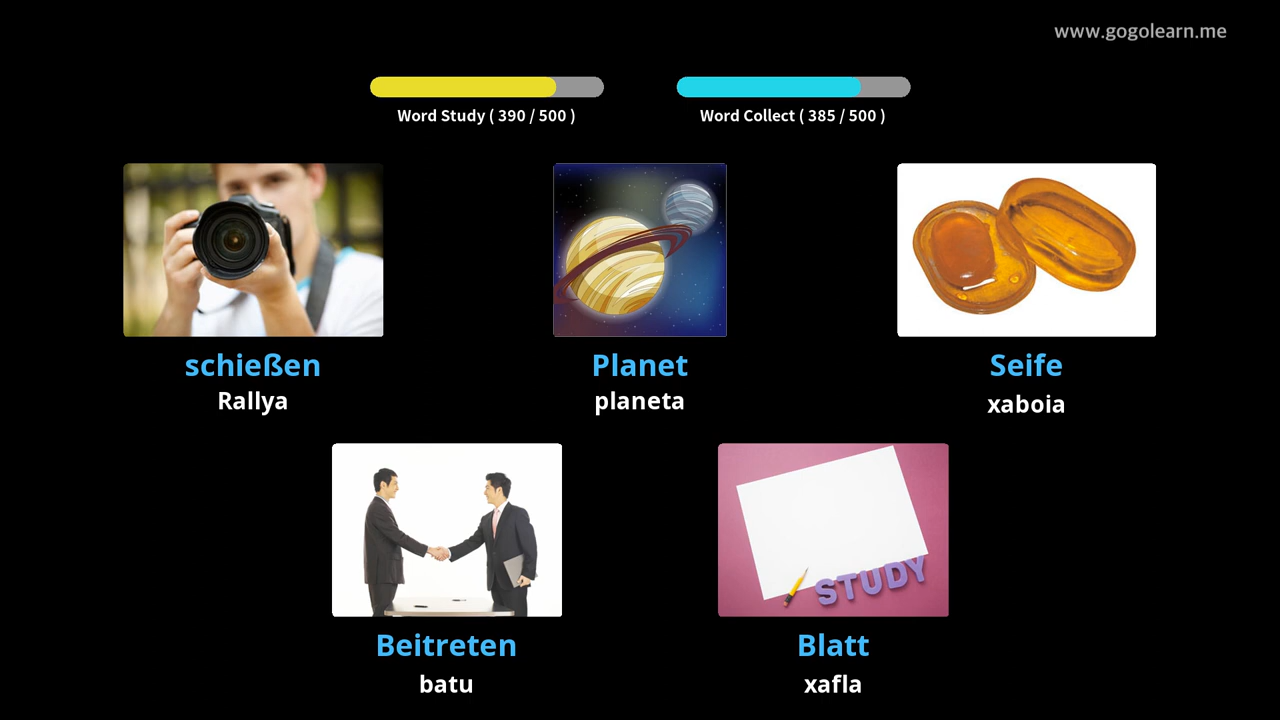 www.gogolearn.me
Word Study ( 390 / 500 )
Word Collect ( 385 / 500 )
schießen
Rallya
Planet
planeta
Seife
xaboia
STUDY
Beitreten
batu
Blatt
xafla